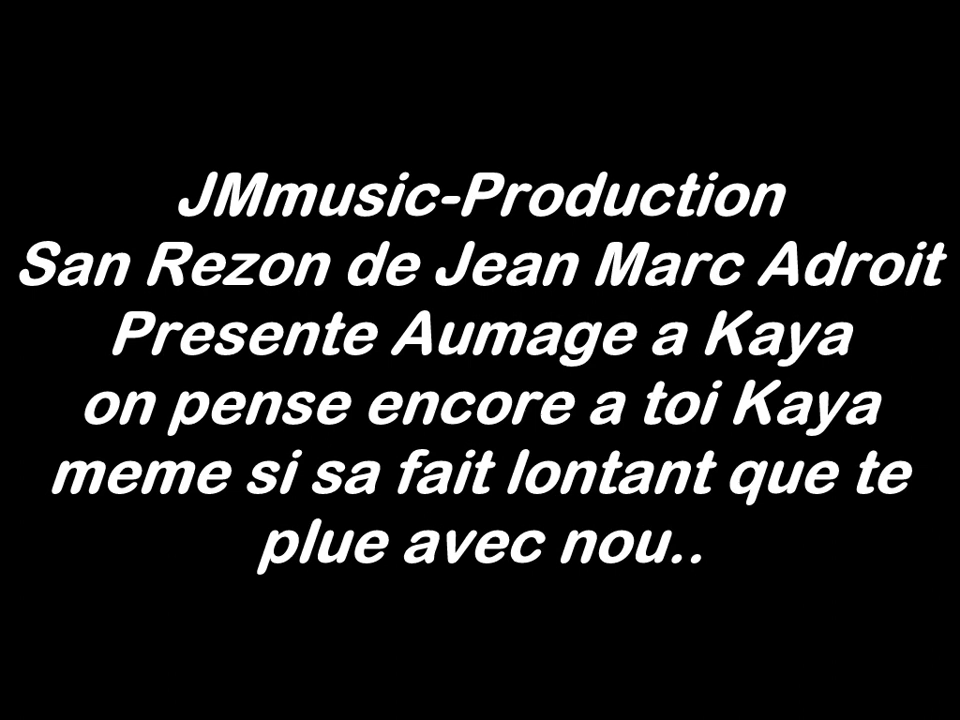 JMmusic-Production
San Rezon de Jean Marc Adroit
Presente Aumage a Kaya
on pense encore a toi Kaya
meme si sa fait lontant que te
plue avec nou..